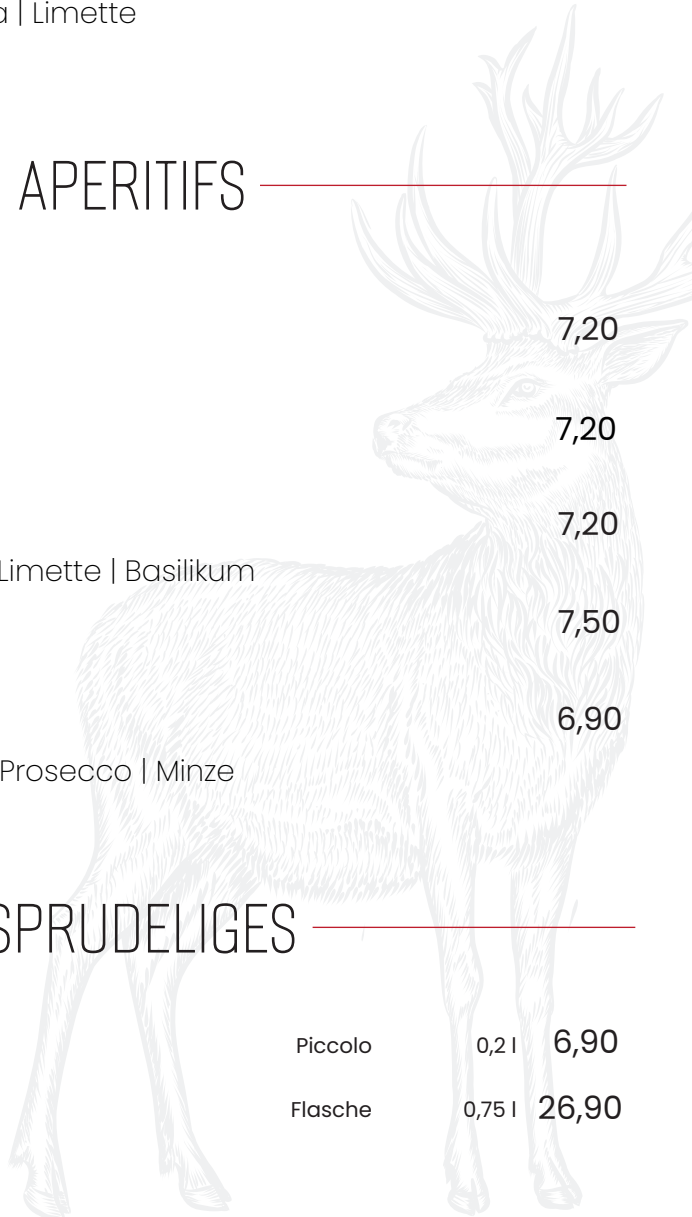 | Limette
APERITIFS
7,20
7,20
7,20
Limette | Basilikum
7,50
6,90
Prosecco | Minze
SPRUDELIGES
Piccolo 0,2 l 6,90
Flasche 0,75 l 26,90